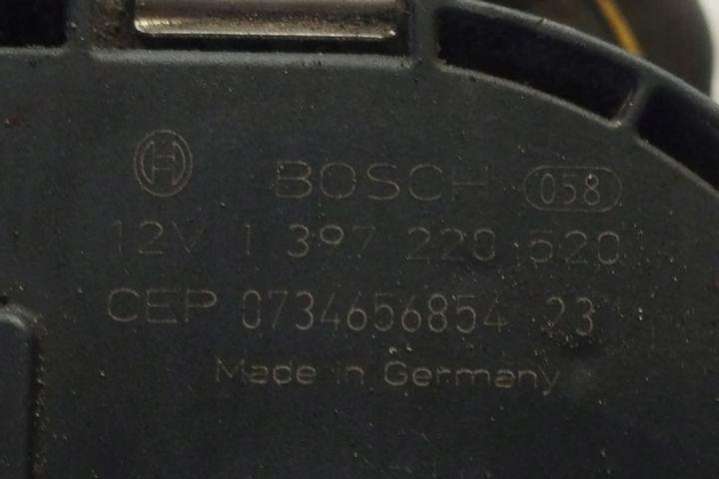 BOSCH 058
12V 1 397 220 520
CEP 0734656854 23
Made in Germany